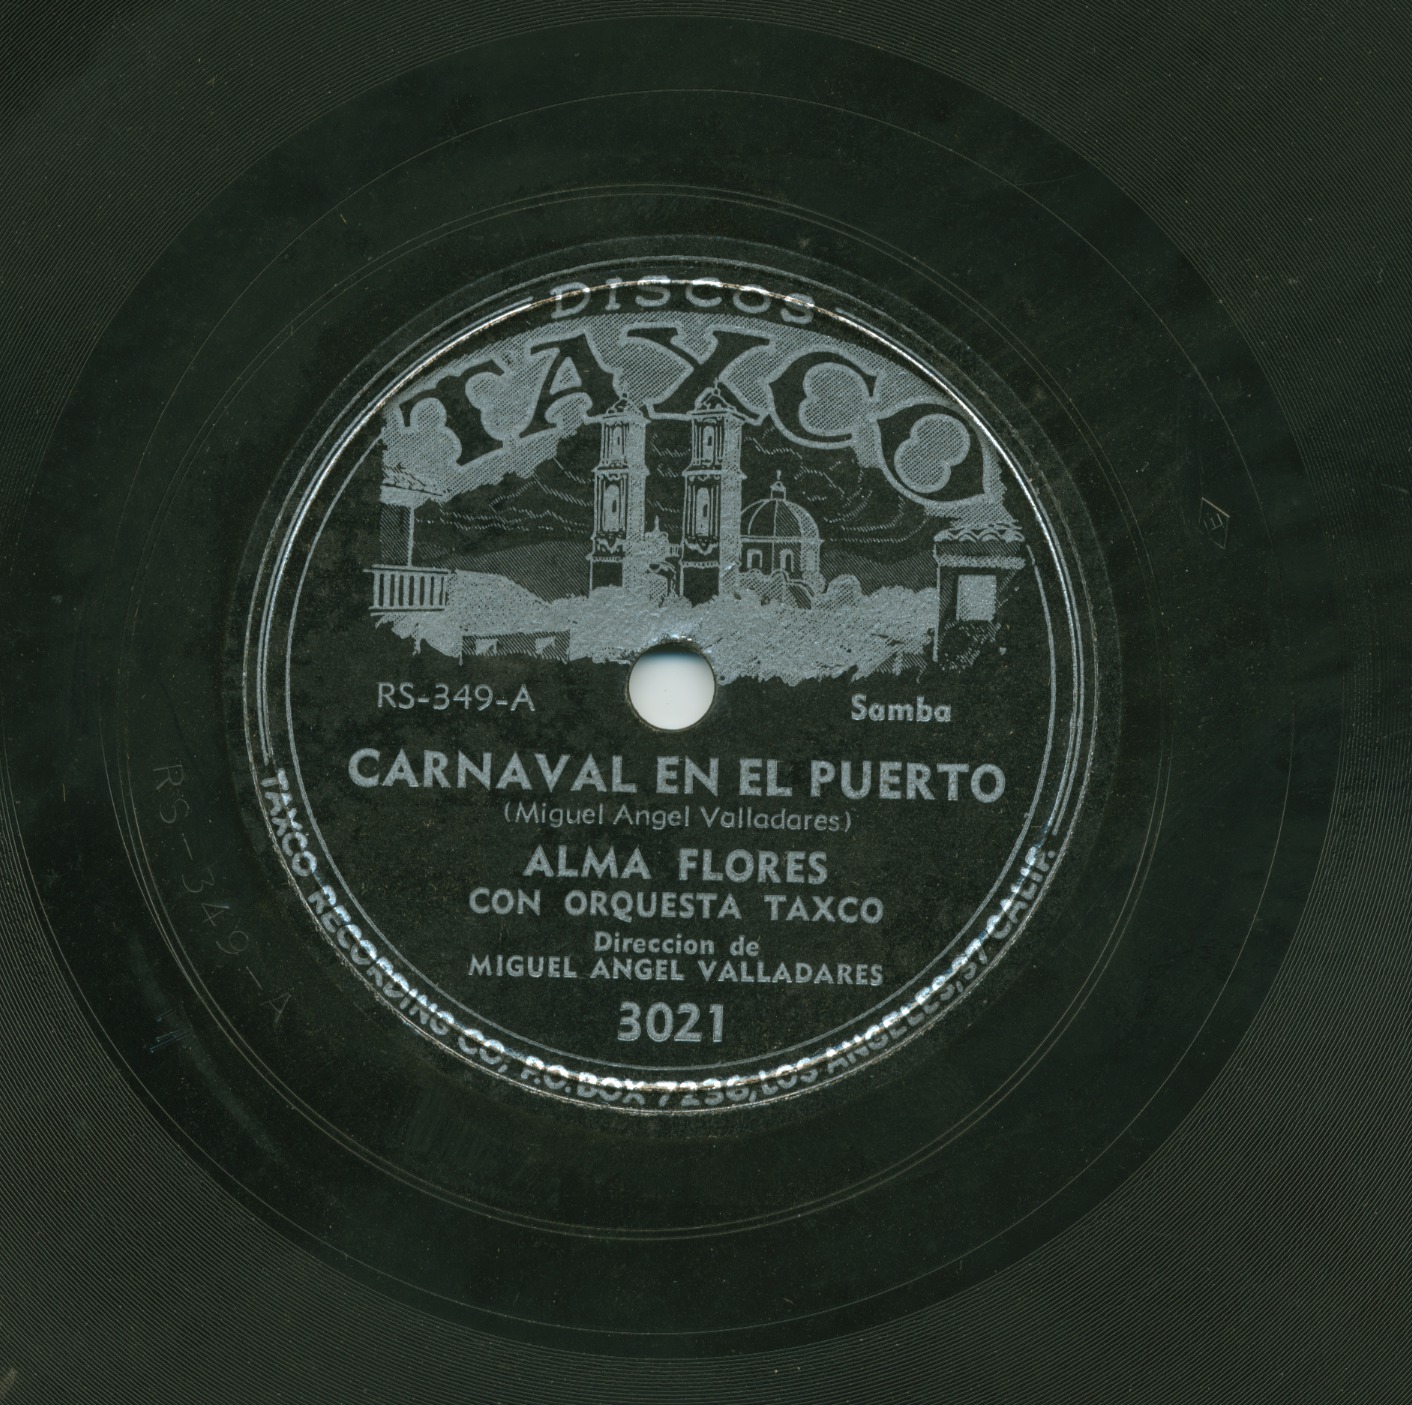 DISCOS
TAXCO
RS-349-A
Samba
CARNAVAL EN EL PUERTO
(Miguel Angel Valladares)
ALMA FLORES
CON ORQUESTA TAXCO
Direccion de
MIGUEL ANGEL VALLADARES
3021
TAXCO RECORDING CO., P.O. BOX 7236, LOS ANGELES, 37 CALIF.
RS-349-A
E